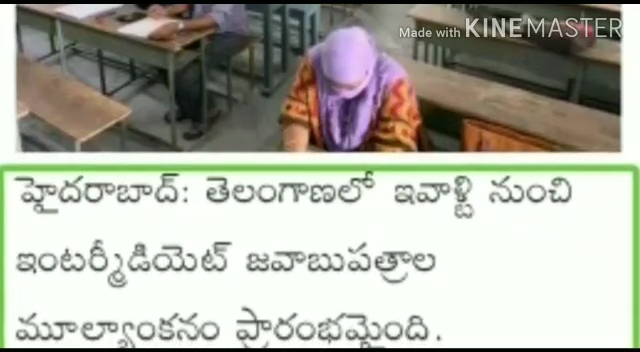 Made with KINEMASTER
హైదరాబాద్: తెలంగాణలో ఇవాళ్టి నుంచి
ఇంటర్మీడియెట్ జవాబుపత్రాల
మూల్యాంకనం ప్రారంభమైంది.